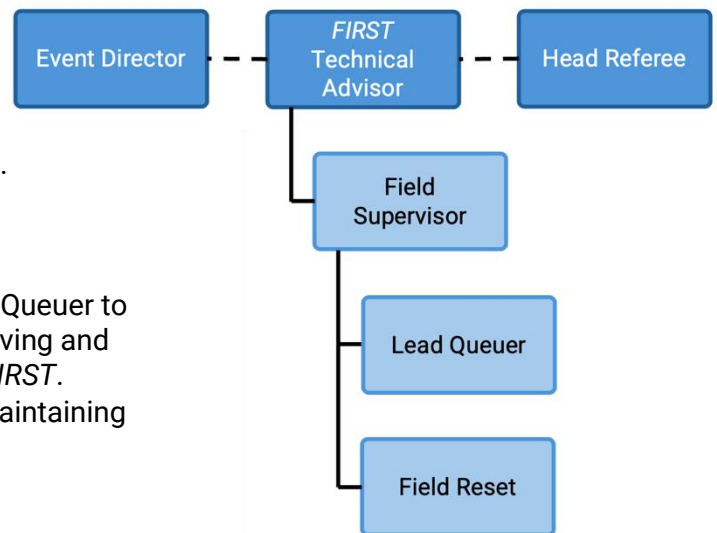 Event Director
FIRST
Technical
Advisor
Head Referee
.
Field
Supervisor
Queuer to
ving and
IRST.
aintaining
Lead Queuer
Field Reset